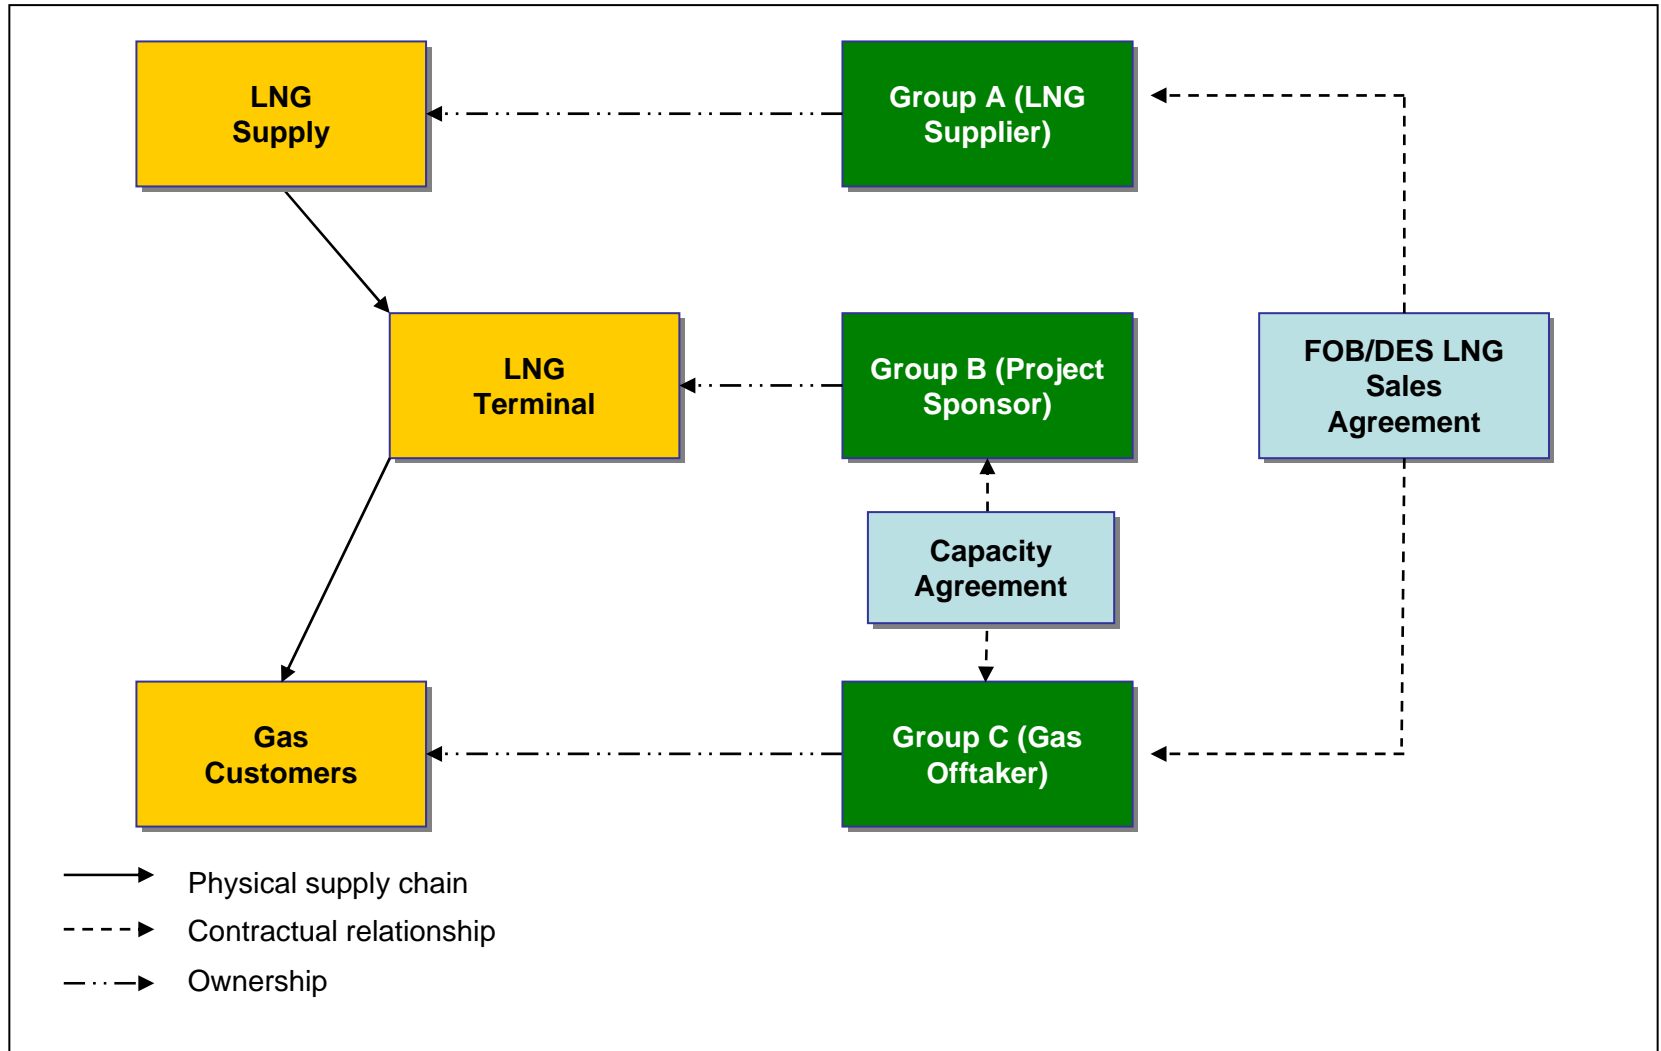 LNG
Supply
Group A (LNG
Supplier)
LNG
Terminal
Group B (Project
Sponsor)
FOB/DES LNG
Sales
Agreement
Capacity
Agreement
Gas
Customers
Group C (Gas
Offtaker)
Physical supply chain
Contractual relationship
Ownership